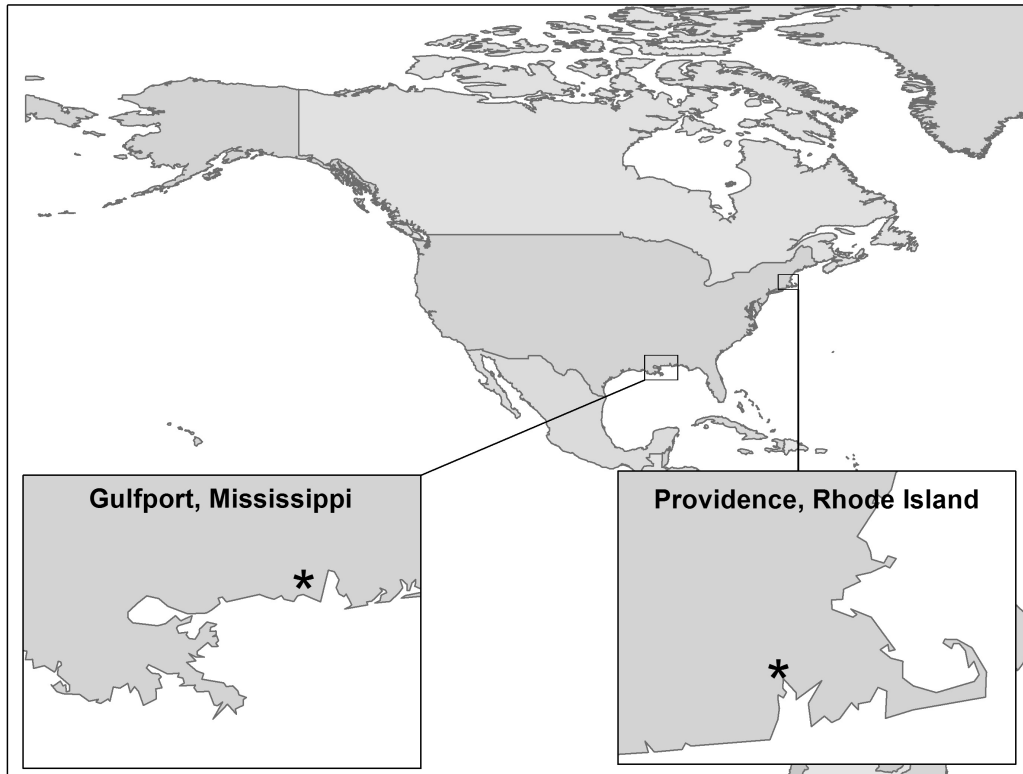 Gulfport, Mississippi
*
Providence, Rhode Island
*